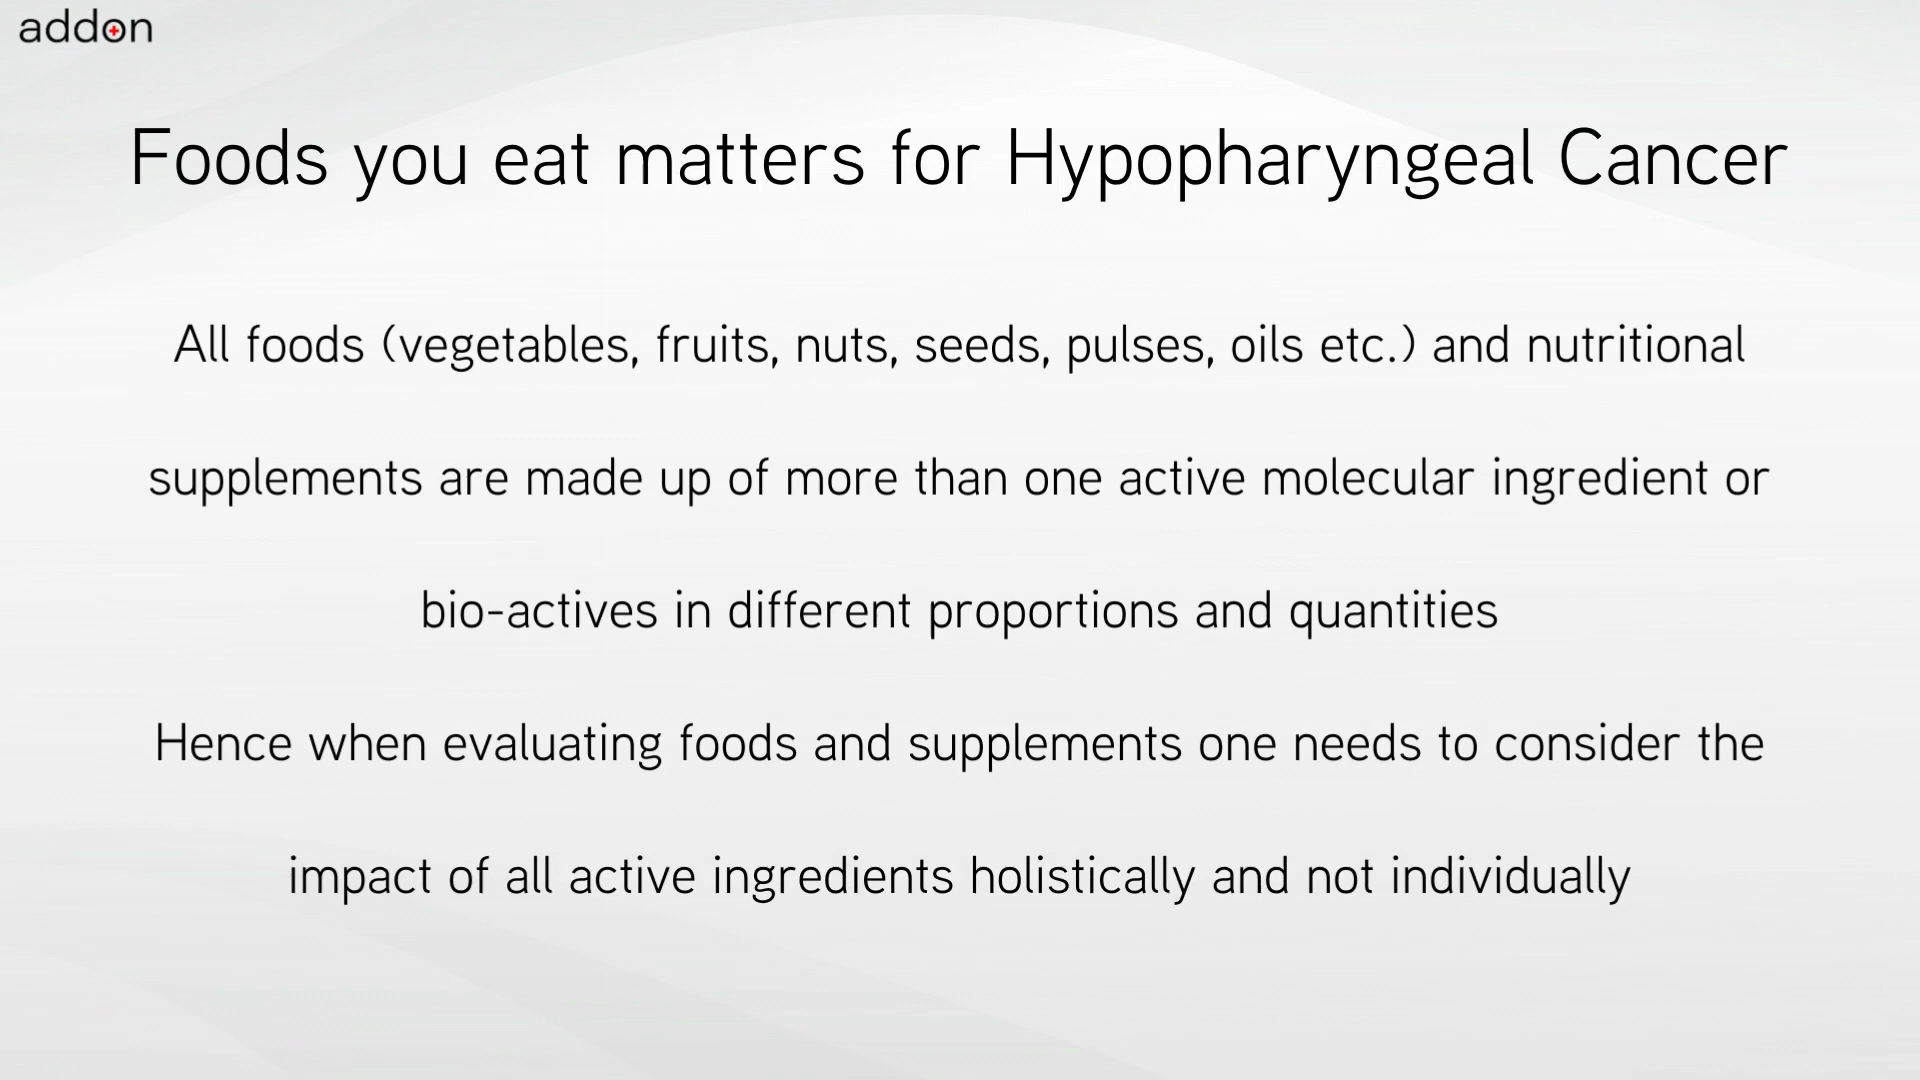 addon
Foods you eat matters for Hypopharyngeal Cancer
All foods (vegetables, fruits, nuts, seeds, pulses, oils etc.) and nutritional
supplements are made up of more than one active molecular ingredient or
bio-actives in different proportions and quantities
Hence when evaluating foods and supplements one needs to consider the
impact of all active ingredients holistically and not individually